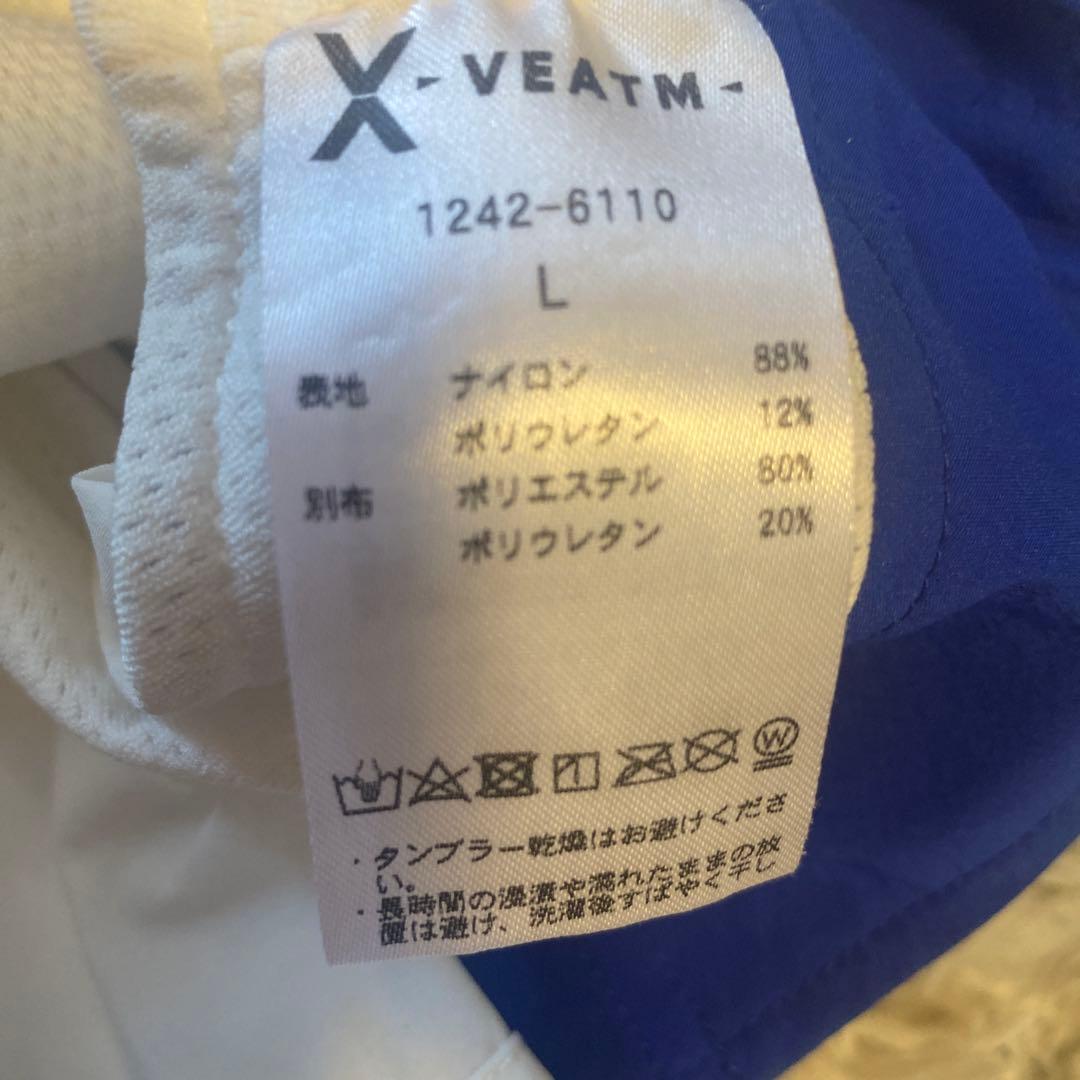 X-VEATM-
1242-6110
L
表地 ナイロン 88%
ポリウレタン 12%
別布 ポリエステル 80%
ポリウレタン 20%
W
・タンブラー乾燥はお避けくださ
い。
・長時間の浸漬や濡れたままの放
置は避け、洗濯後すばやく干し